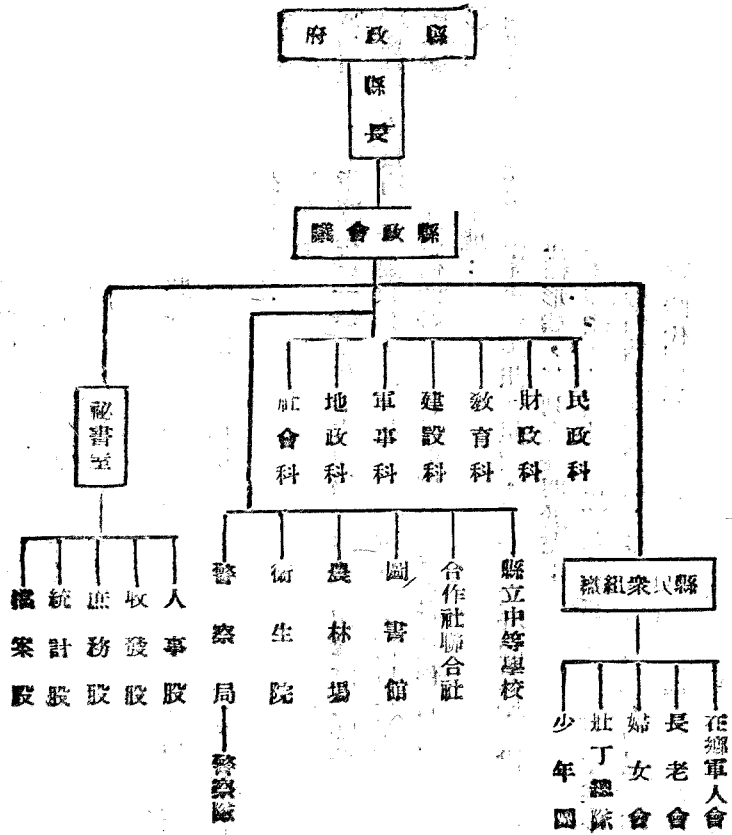 縣政府
縣長
縣政會議
民政科
財政科
教育科
建設科
軍事科
地政科
社會科
祕書室
人事股
收發股
庶務股
統計股
檔案股
縣立中等學校
合作社聯合社
圖書館
農林場
衛生院
警察局
警察隊
縣民衆組織
在鄉軍人會
長老會
婦女會
壯丁總隊
少年團